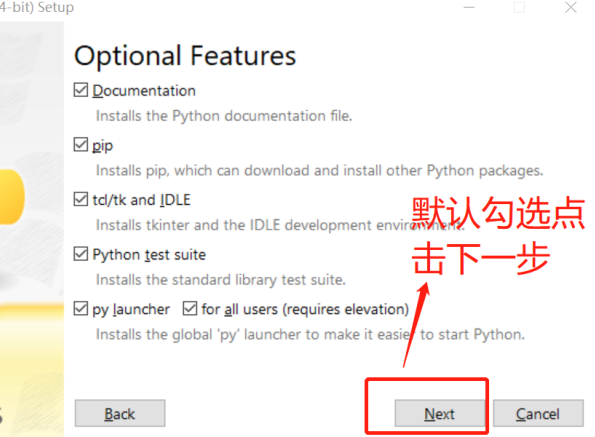 4-bit) Setup
Optional Features
Documentation
Installs the Python documentation file.
pip
Installs pip, which can download and install other Python packages.
tcl/tk and IDLE
Installs tkinter and the IDLE development environment.
Python test suite
Installs the standard library test suite.
py launcher for all users (requires elevation)
Installs the global 'py' launcher to make it easier to start Python.
默认勾选点
击下一步
Back Next Cancel